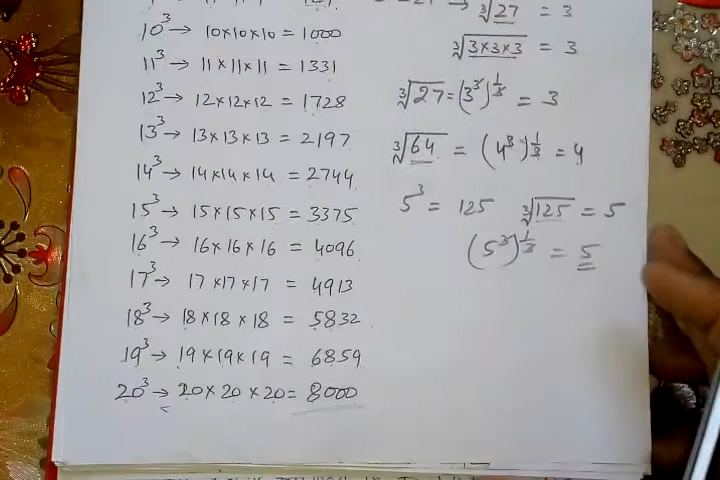 10³ → 10×10×10 = 1000
11³ → 11×11×11 = 1331
12³ → 12×12×12 = 1728
13³ → 13×13×13 = 2197
14³ → 14×14×14 = 2744
15³ → 15×15×15 = 3375
16³ → 16×16×16 = 4096
17³ → 17×17×17 = 4913
18³ → 18×18×18 = 5832
19³ → 19×19×19 = 6859
20³ → 20×20×20 = 8000
→ ∛27 = 3
∛3×3×3 = 3
∛27 = (3³)^1/3 = 3
∛64 = (4³)^1/3 = 4
5³ = 125 ∛125 = 5
(5³)^1/3 = 5